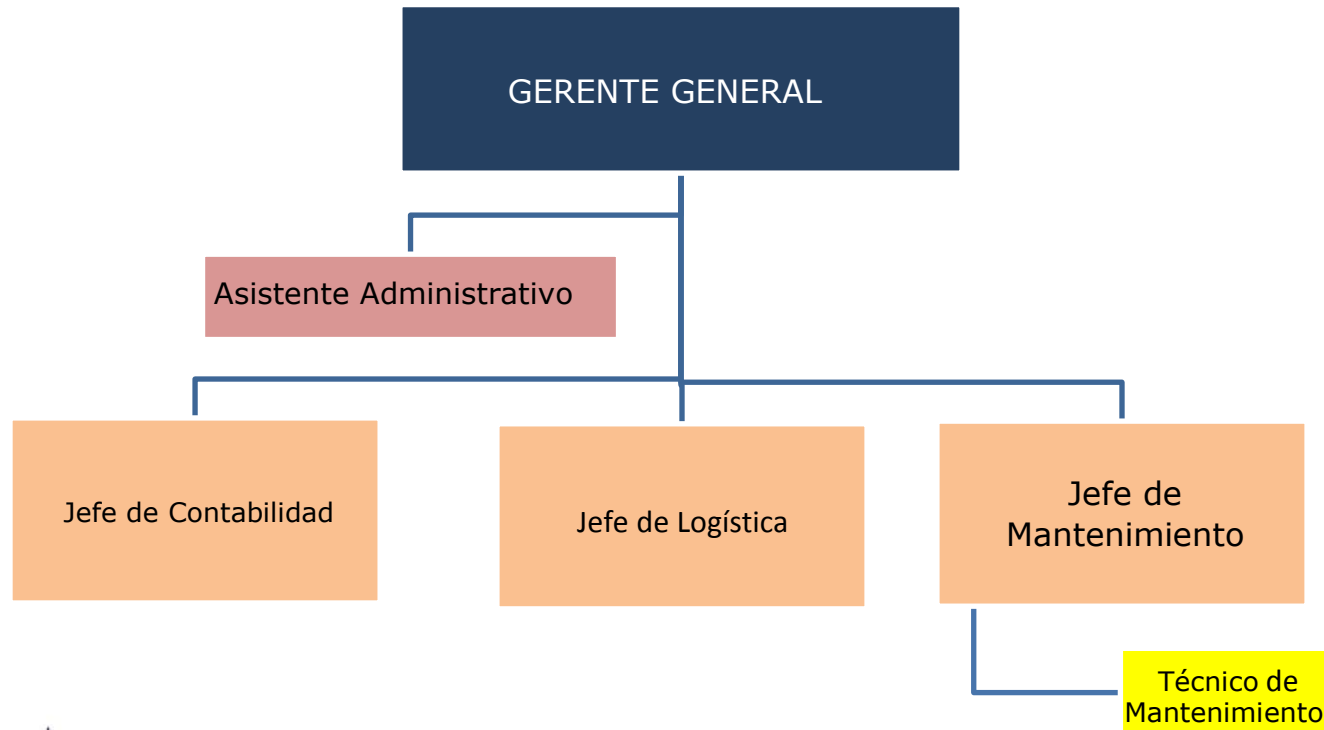 GERENTE GENERAL
Asistente Administrativo
Jefe de Contabilidad
Jefe de Logística
Jefe de
Mantenimiento
Técnico de
Mantenimiento